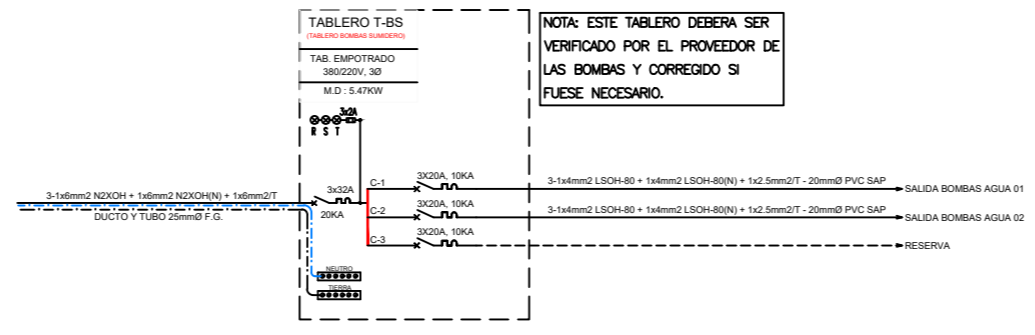 TABLERO T-BS
(TABLERO BOMBAS SUMIDERO)
TAB. EMPOTRADO
380/220V, 3Ø
M.D : 5.47KW
NOTA: ESTE TABLERO DEBERA SER
VERIFICADO POR EL PROVEEDOR DE
LAS BOMBAS Y CORREGIDO SI
FUESE NECESARIO.
3x2A
R S T
3-1x6mm2 N2XOH + 1x6mm2 N2XOH(N) + 1x6mm2/T
DUCTO Y TUBO 25mmØ F.G.
3x32A
20KA
C-1
3X20A, 10KA
3-1x4mm2 LSOH-80 + 1x4mm2 LSOH-80(N) + 1x2.5mm2/T - 20mmØ PVC SAP
SALIDA BOMBAS AGUA 01
C-2
3X20A, 10KA
3-1x4mm2 LSOH-80 + 1x4mm2 LSOH-80(N) + 1x2.5mm2/T - 20mmØ PVC SAP
SALIDA BOMBAS AGUA 02
C-3
3X20A, 10KA
RESERVA
NEUTRO
TIERRA